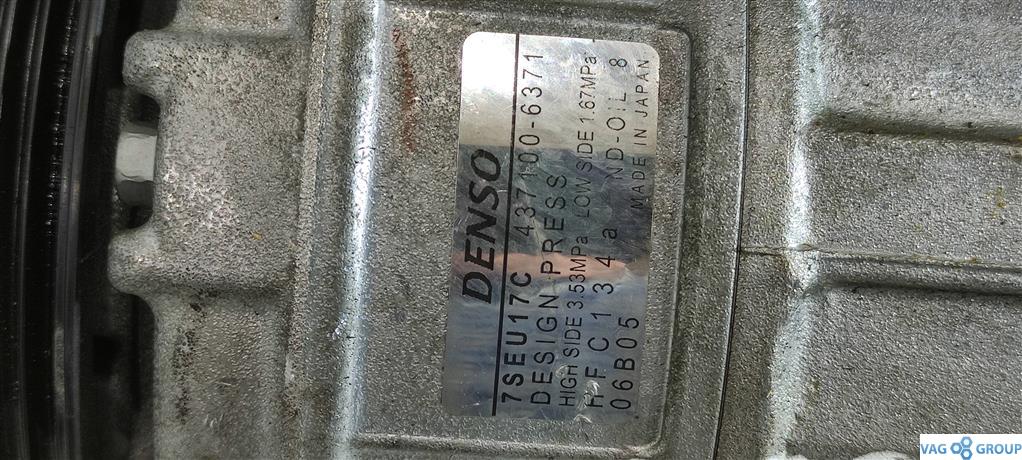 DENSO
7SEU17C 437100-6371
DESIGN PRESS
HIGH SIDE 3.53MPa LOW SIDE 1.67MPa
HFC134a ND-OIL 8
06B05 MADE IN JAPAN
VAG GROUP